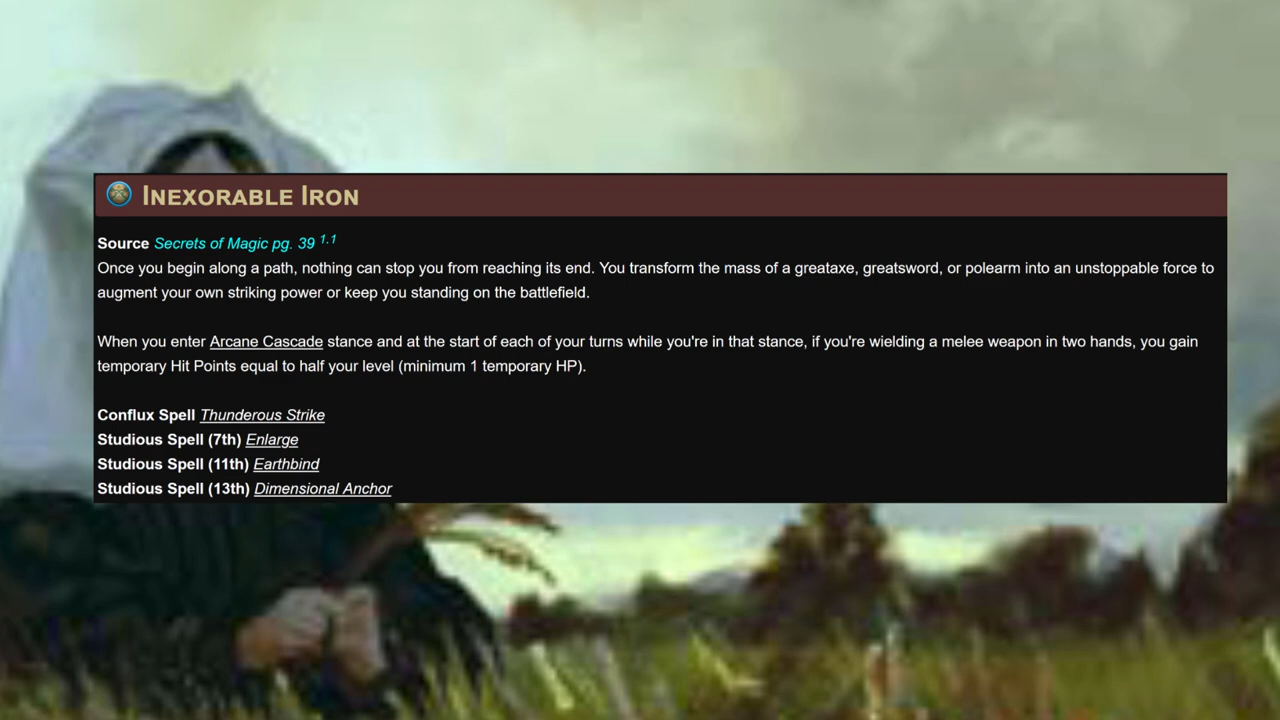 Inexorable Iron
Source Secrets of Magic pg. 39 1.1
Once you begin along a path, nothing can stop you from reaching its end. You transform the mass of a greataxe, greatsword, or polearm into an unstoppable force to
augment your own striking power or keep you standing on the battlefield.
When you enter Arcane Cascade stance and at the start of each of your turns while you're in that stance, if you're wielding a melee weapon in two hands, you gain
temporary Hit Points equal to half your level (minimum 1 temporary HP).
Conflux Spell Thunderous Strike
Studious Spell (7th) Enlarge
Studious Spell (11th) Earthbind
Studious Spell (13th) Dimensional Anchor